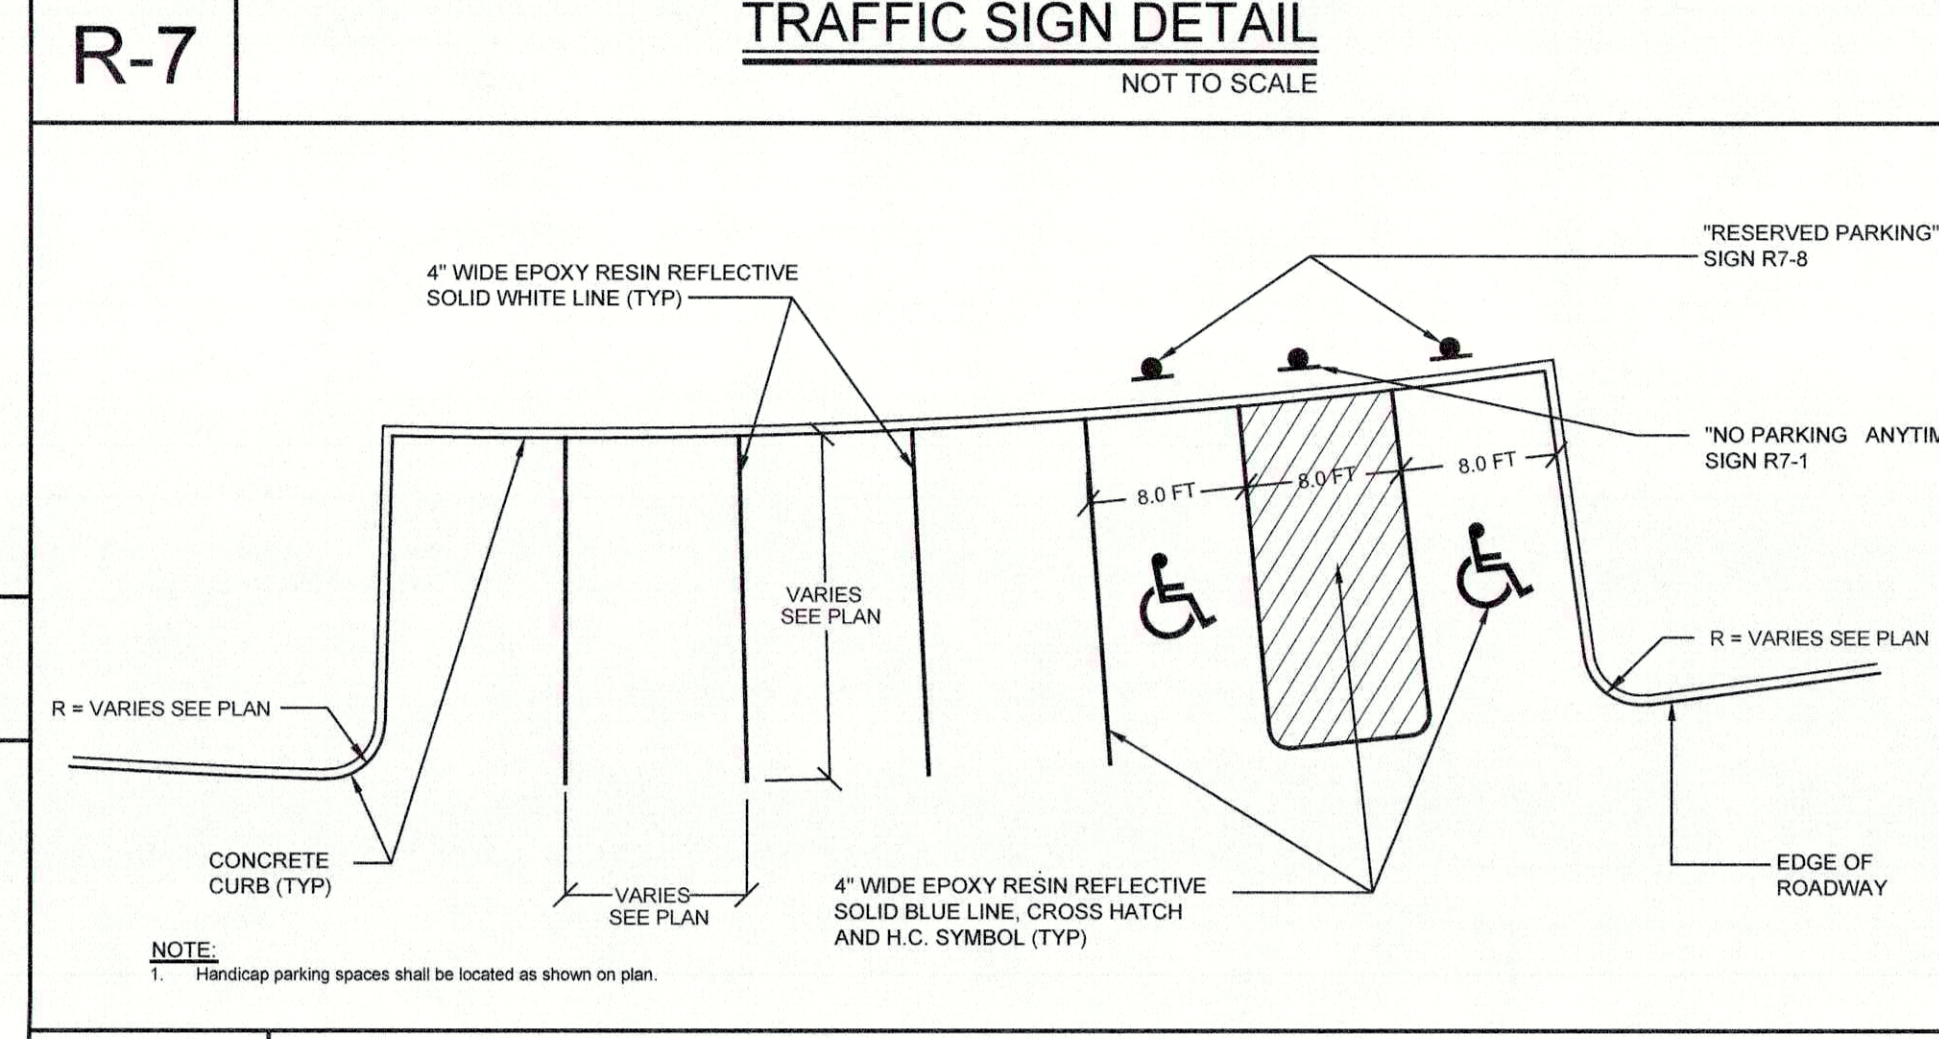 R-7
TRAFFIC SIGN DETAIL
NOT TO SCALE
"RESERVED PARKING"
SIGN R7-8
4" WIDE EPOXY RESIN REFLECTIVE
SOLID WHITE LINE (TYP)
"NO PARKING ANYTIM
SIGN R7-1
8.0 FT
8.0 FT
8.0 FT
VARIES
SEE PLAN
R = VARIES SEE PLAN
R = VARIES SEE PLAN
CONCRETE
CURB (TYP)
VARIES
SEE PLAN
4" WIDE EPOXY RESIN REFLECTIVE
SOLID BLUE LINE, CROSS HATCH
AND H.C. SYMBOL (TYP)
EDGE OF
ROADWAY
NOTE:
1. Handicap parking spaces shall be located as shown on plan.